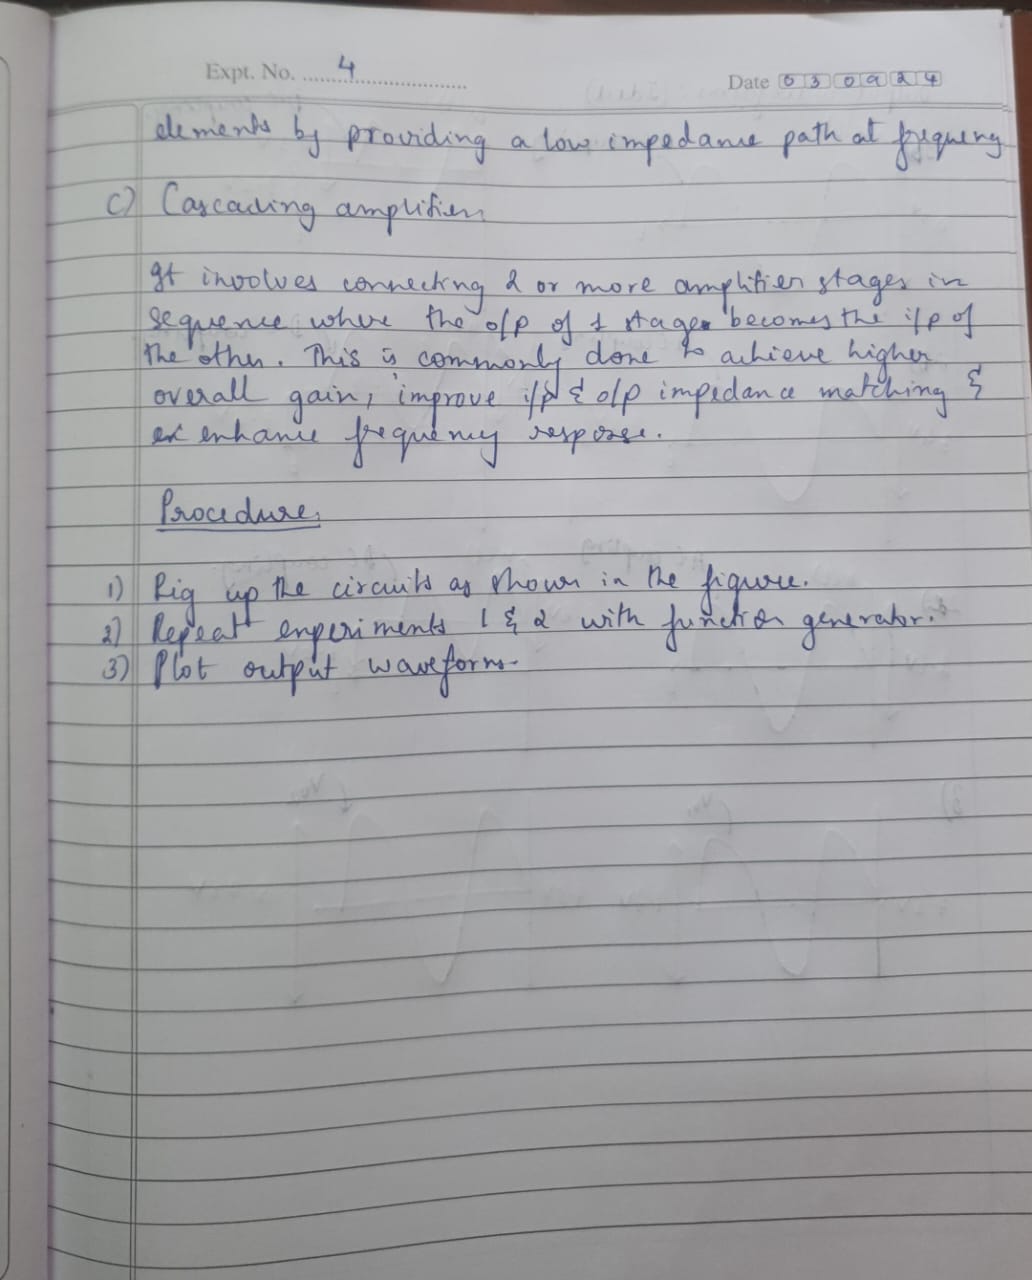 Expt. No. 4
Date 03 09 24
elements by providing a low impedance path at frequency
c) Cascading amplifier
It involves connecting 2 or more amplifier stages in
sequence where the o/p of 1 stage becomes the i/p of
the other. This is commonly done to achieve higher
overall gain, improve i/p & o/p impedance matching &
enhance frequency response.
Procedure:
1) Rig up the circuits as shown in the figure.
2) Repeat experiments 1 & 2 with function generator.
3) Plot output waveform.